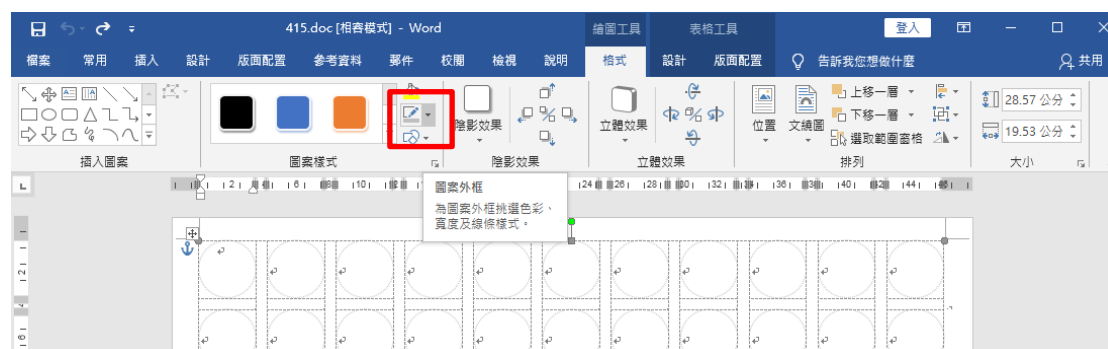 415.doc [相容模式] - Word
繪圖工具
表格工具
登入
檔案 常用 插入 設計 版面配置 參考資料 郵件 校閱 檢視 說明 格式 設計 版面配置 告訴我您想做什麼 共用
陰影效果
立體效果
位置
文繞圖
上移一層
下移一層
選取範圍窗格
28.57 公分
19.53 公分
插入圖案 圖案樣式 陰影效果 立體效果 排列 大小
圖案外框
為圖案外框挑選色彩、
寬度及線條樣式。